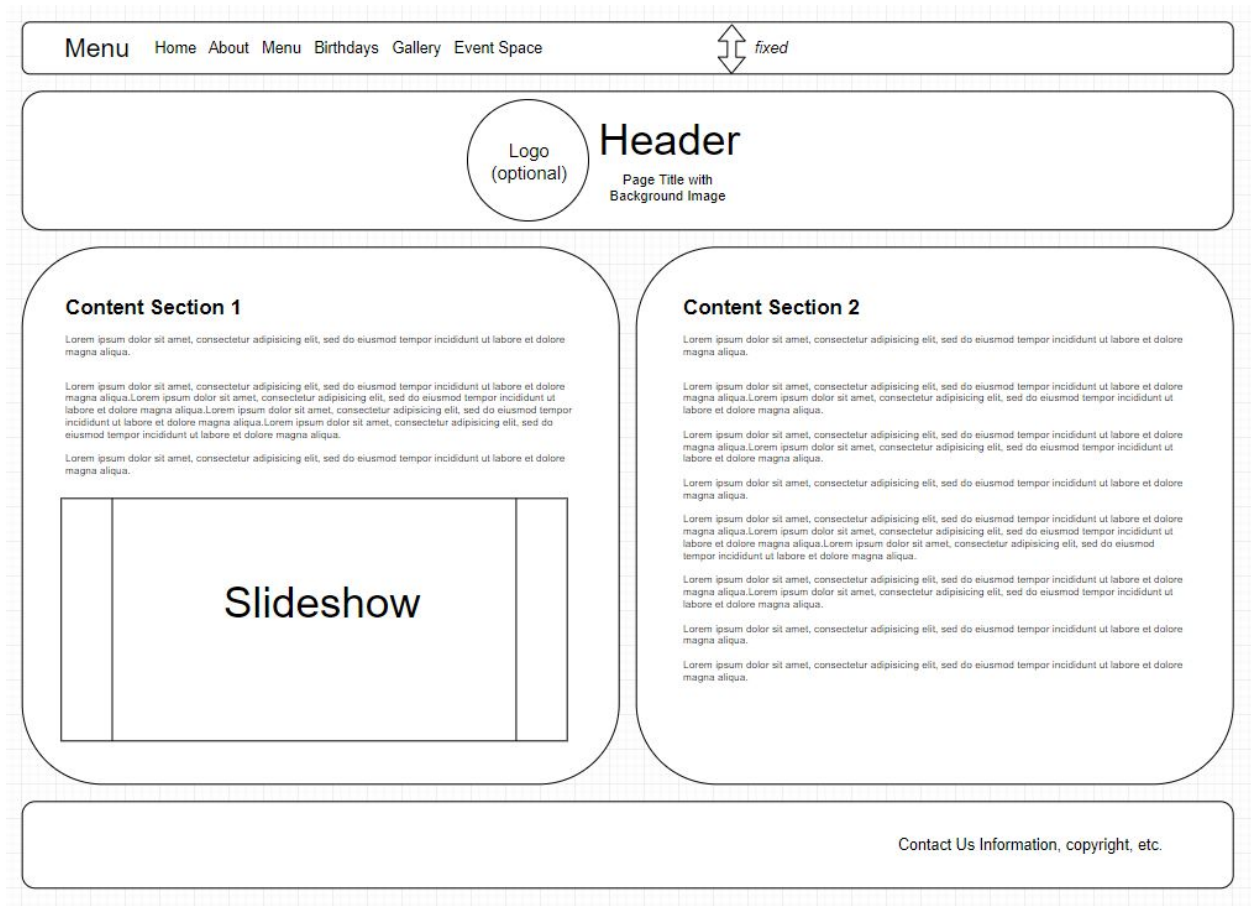 Menu Home About Menu Birthdays Gallery Event Space fixed
Logo
(optional)
Header
Page Title with
Background Image
Content Section 1
Lorem ipsum dolor sit amet, consectetur adipisicing elit, sed do eiusmod tempor incididunt ut labore et dolore
magna aliqua.
Lorem ipsum dolor sit amet, consectetur adipisicing elit, sed do eiusmod tempor incididunt ut labore et dolore
magna aliqua.Lorem ipsum dolor sit amet, consectetur adipisicing elit, sed do eiusmod tempor incididunt ut
labore et dolore magna aliqua.Lorem ipsum dolor sit amet, consectetur adipisicing elit, sed do eiusmod tempor
incididunt ut labore et dolore magna aliqua.Lorem ipsum dolor sit amet, consectetur adipisicing elit, sed do
eiusmod tempor incididunt ut labore et dolore magna aliqua.
Lorem ipsum dolor sit amet, consectetur adipisicing elit, sed do eiusmod tempor incididunt ut labore et dolore
magna aliqua.
Slideshow
Content Section 2
Lorem ipsum dolor sit amet, consectetur adipisicing elit, sed do eiusmod tempor incididunt ut labore et dolore
magna aliqua.
Lorem ipsum dolor sit amet, consectetur adipisicing elit, sed do eiusmod tempor incididunt ut labore et dolore
magna aliqua.Lorem ipsum dolor sit amet, consectetur adipisicing elit, sed do eiusmod tempor incididunt ut
labore et dolore magna aliqua.
Lorem ipsum dolor sit amet, consectetur adipisicing elit, sed do eiusmod tempor incididunt ut labore et dolore
magna aliqua.Lorem ipsum dolor sit amet, consectetur adipisicing elit, sed do eiusmod tempor incididunt ut
labore et dolore magna aliqua.
Lorem ipsum dolor sit amet, consectetur adipisicing elit, sed do eiusmod tempor incididunt ut labore et dolore
magna aliqua.
Lorem ipsum dolor sit amet, consectetur adipisicing elit, sed do eiusmod tempor incididunt ut labore et dolore
magna aliqua.Lorem ipsum dolor sit amet, consectetur adipisicing elit, sed do eiusmod tempor incididunt ut
labore et dolore magna aliqua.Lorem ipsum dolor sit amet, consectetur adipisicing elit, sed do eiusmod
tempor incididunt ut labore et dolore magna aliqua.
Lorem ipsum dolor sit amet, consectetur adipisicing elit, sed do eiusmod tempor incididunt ut labore et dolore
magna aliqua.Lorem ipsum dolor sit amet, consectetur adipisicing elit, sed do eiusmod tempor incididunt ut
labore et dolore magna aliqua.
Lorem ipsum dolor sit amet, consectetur adipisicing elit, sed do eiusmod tempor incididunt ut labore et dolore
magna aliqua.
Lorem ipsum dolor sit amet, consectetur adipisicing elit, sed do eiusmod tempor incididunt ut labore et dolore
magna aliqua.
Contact Us Information, copyright, etc.